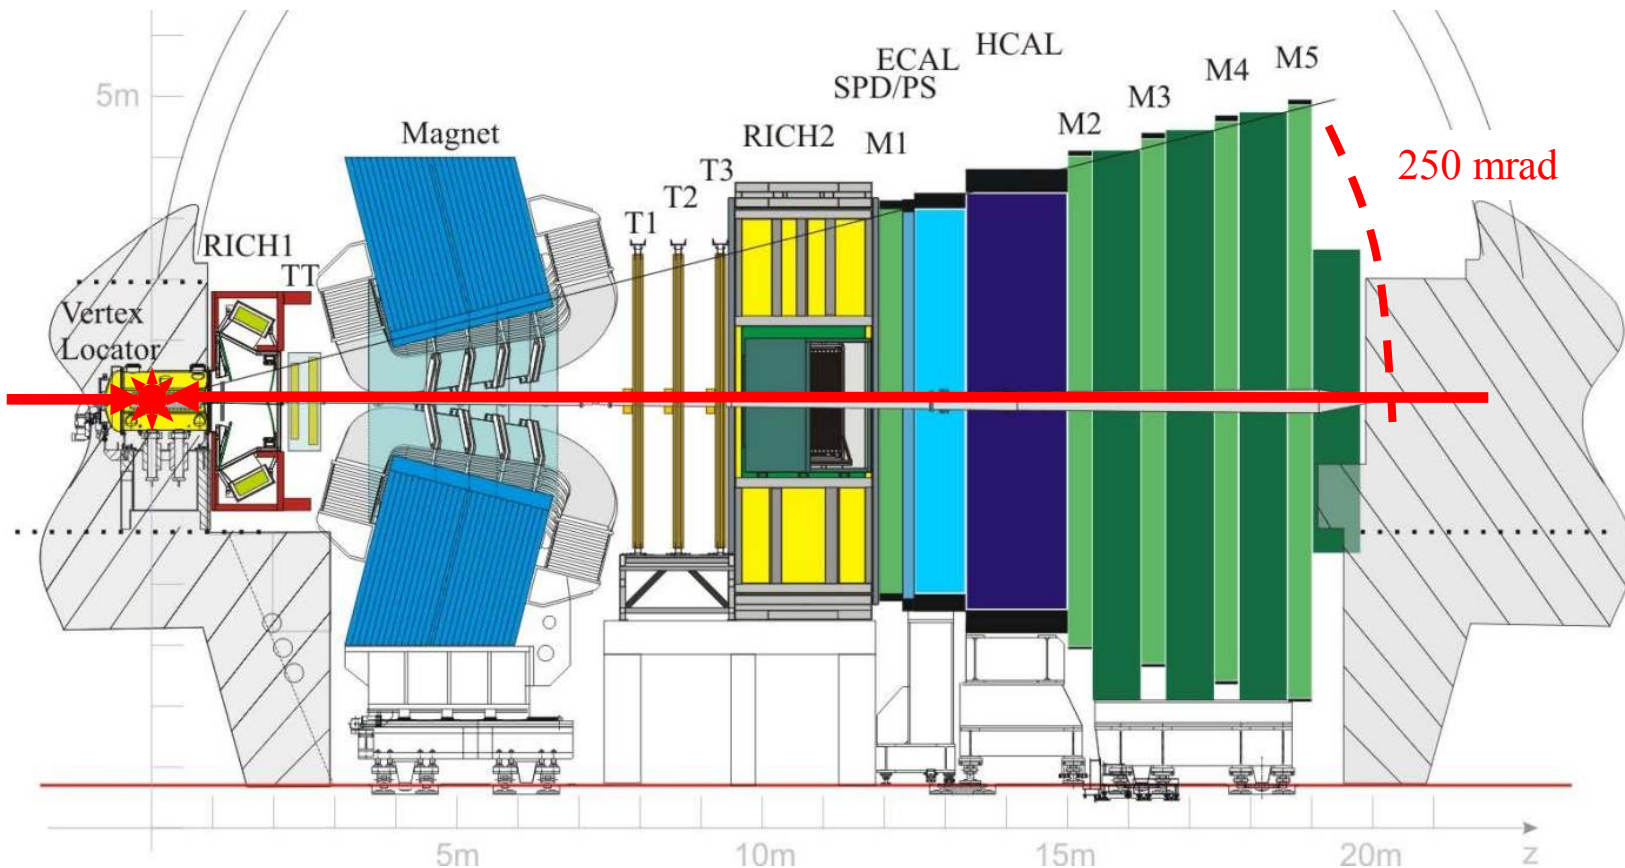 HCAL
ECAL
SPD/PS
M5
M4
M3
M2
5m
Magnet
RICH2
M1
250 mrad
T3
T2
T1
RICH1
TT
Vertex
Locator
5m
10m
15m
20m
z